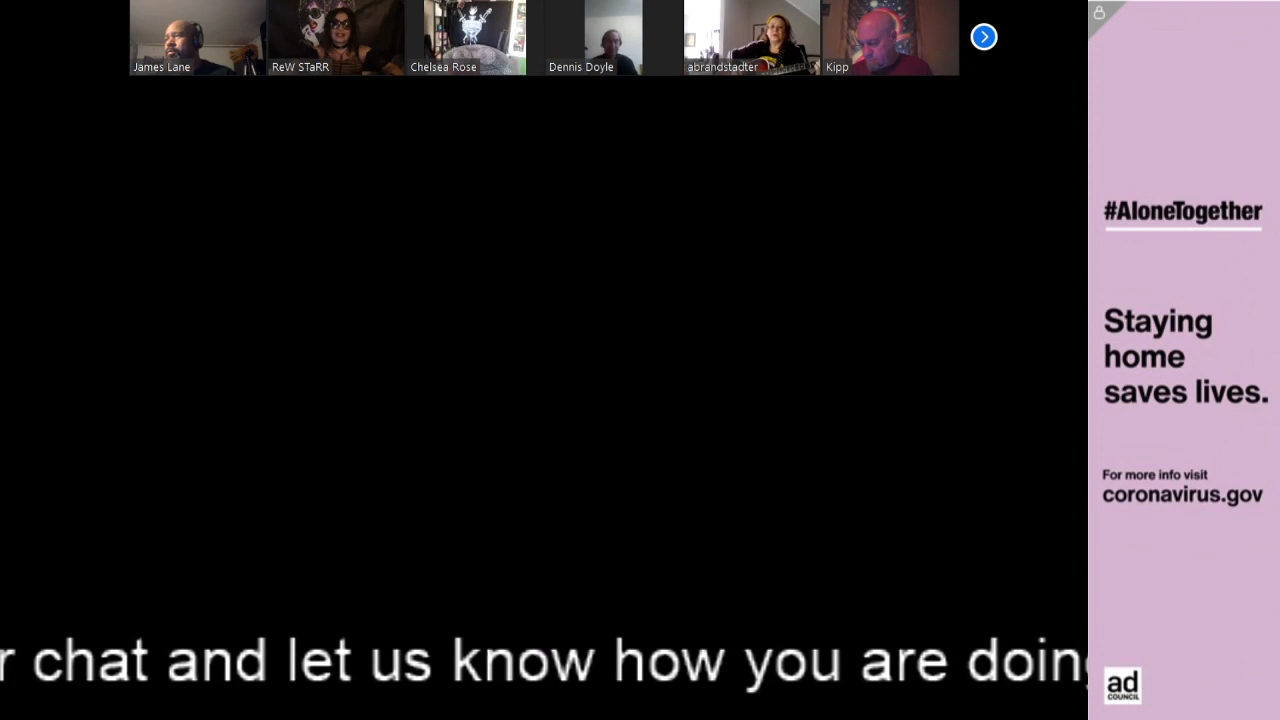 James Lane
ReW STaRR
Chelsea Rose
Dennis Doyle
abrandstadter
Kipp
#AloneTogether
Staying
home
saves lives.
For more info visit
coronavirus.gov
r chat and let us know how you are doing
ad
COUNCIL